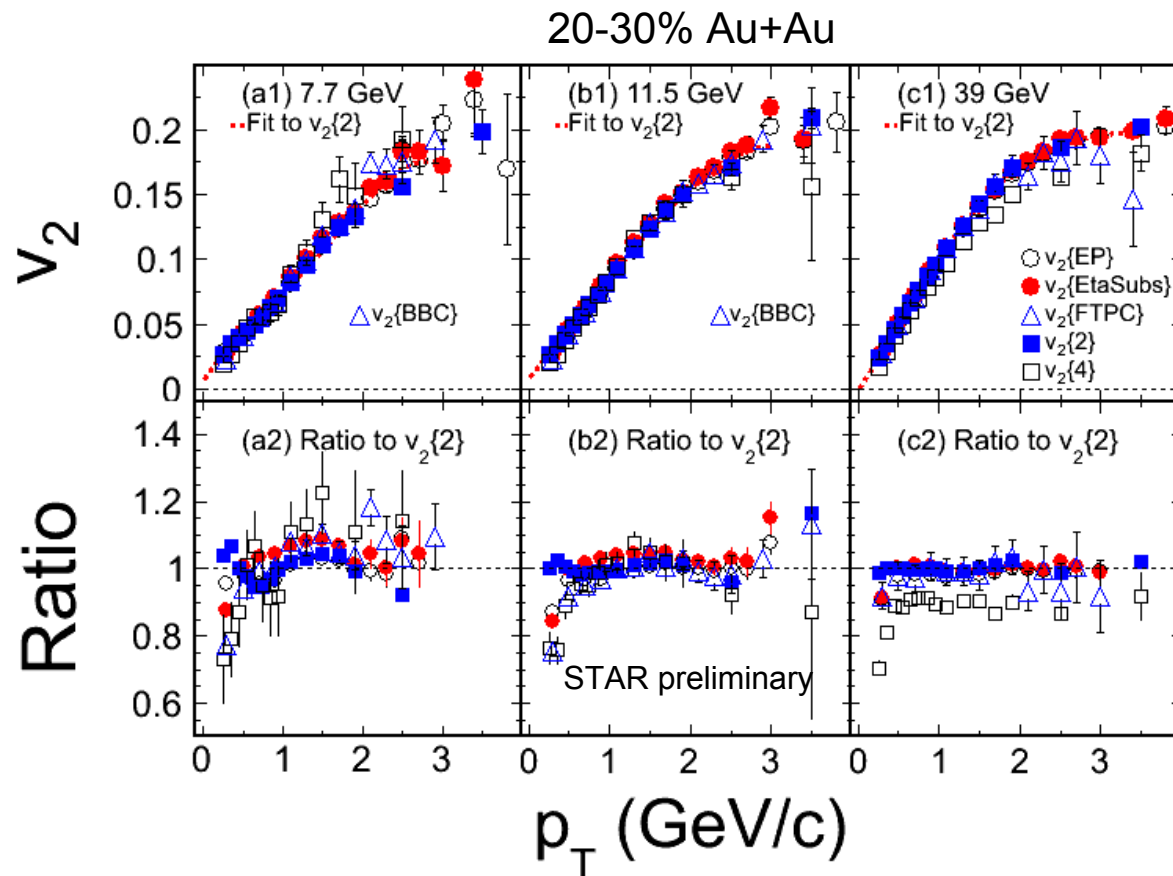 20-30% Au+Au
(a1) 7.7 GeV
Fit to v₂{2}
(b1) 11.5 GeV
Fit to v₂{2}
(c1) 39 GeV
Fit to v₂{2}
0.2
0.15
0.1
0.05
0
v₂
v₂{BBC}
v₂{BBC}
v₂{EP}
v₂{EtaSubs}
v₂{FTPC}
v₂{2}
v₂{4}
(a2) Ratio to v₂{2}
(b2) Ratio to v₂{2}
(c2) Ratio to v₂{2}
1.4
1.2
1
0.8
0.6
Ratio
STAR preliminary
0 1 2 3 0 1 2 3 0 1 2 3
p_T (GeV/c)